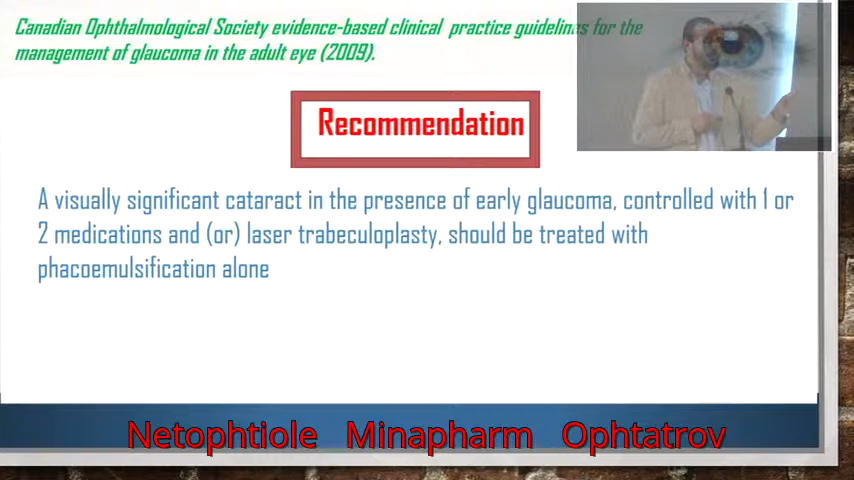 Canadian Ophthalmological Society evidence-based clinical practice guidelines for the
management of glaucoma in the adult eye (2009).
Recommendation
A visually significant cataract in the presence of early glaucoma, controlled with 1 or
2 medications and (or) laser trabeculoplasty, should be treated with
phacoemulsification alone
Netophtiole Minapharm Ophtatrov